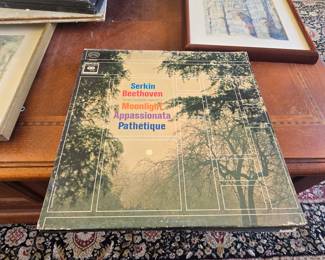 Serkin
Beethoven
Moonlight
Appassionata
Pathétique